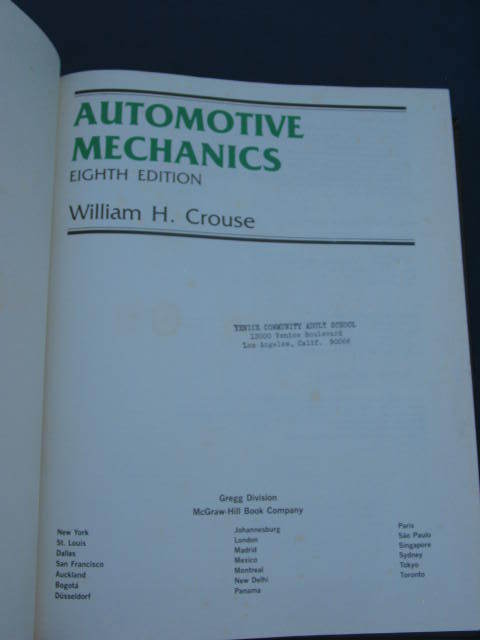 AUTOMOTIVE
MECHANICS
EIGHTH EDITION
William H. Crouse
VENICE COMMUNITY ADULT SCHOOL
13000 Venice Boulevard
Los Angeles, Calif. 90066
Gregg Division
McGraw-Hill Book Company
New York
St. Louis
Dallas
San Francisco
Auckland
Bogotá
Düsseldorf
Johannesburg
London
Madrid
Mexico
Montreal
New Delhi
Panama
Paris
São Paulo
Singapore
Sydney
Tokyo
Toronto